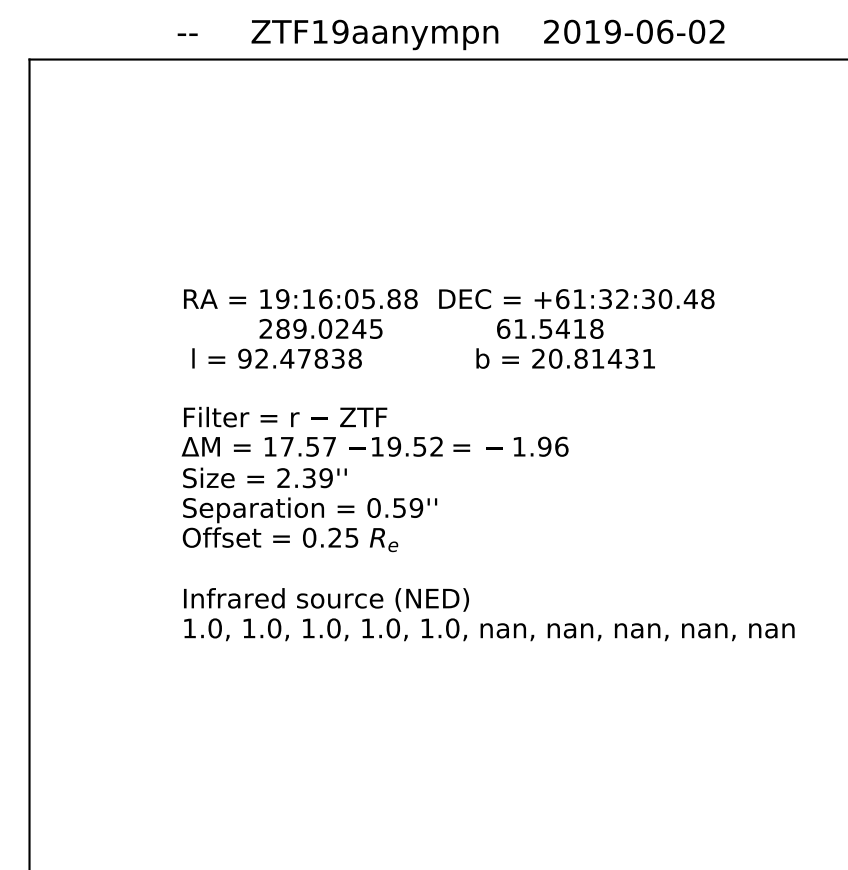 -- ZTF19aanympn 2019-06-02
RA = 19:16:05.88 DEC = +61:32:30.48
289.0245 61.5418
l = 92.47838 b = 20.81431
Filter = r − ZTF
ΔM = 17.57 −19.52 = − 1.96
Size = 2.39''
Separation = 0.59''
Offset = 0.25 Re
Infrared source (NED)
1.0, 1.0, 1.0, 1.0, 1.0, nan, nan, nan, nan, nan